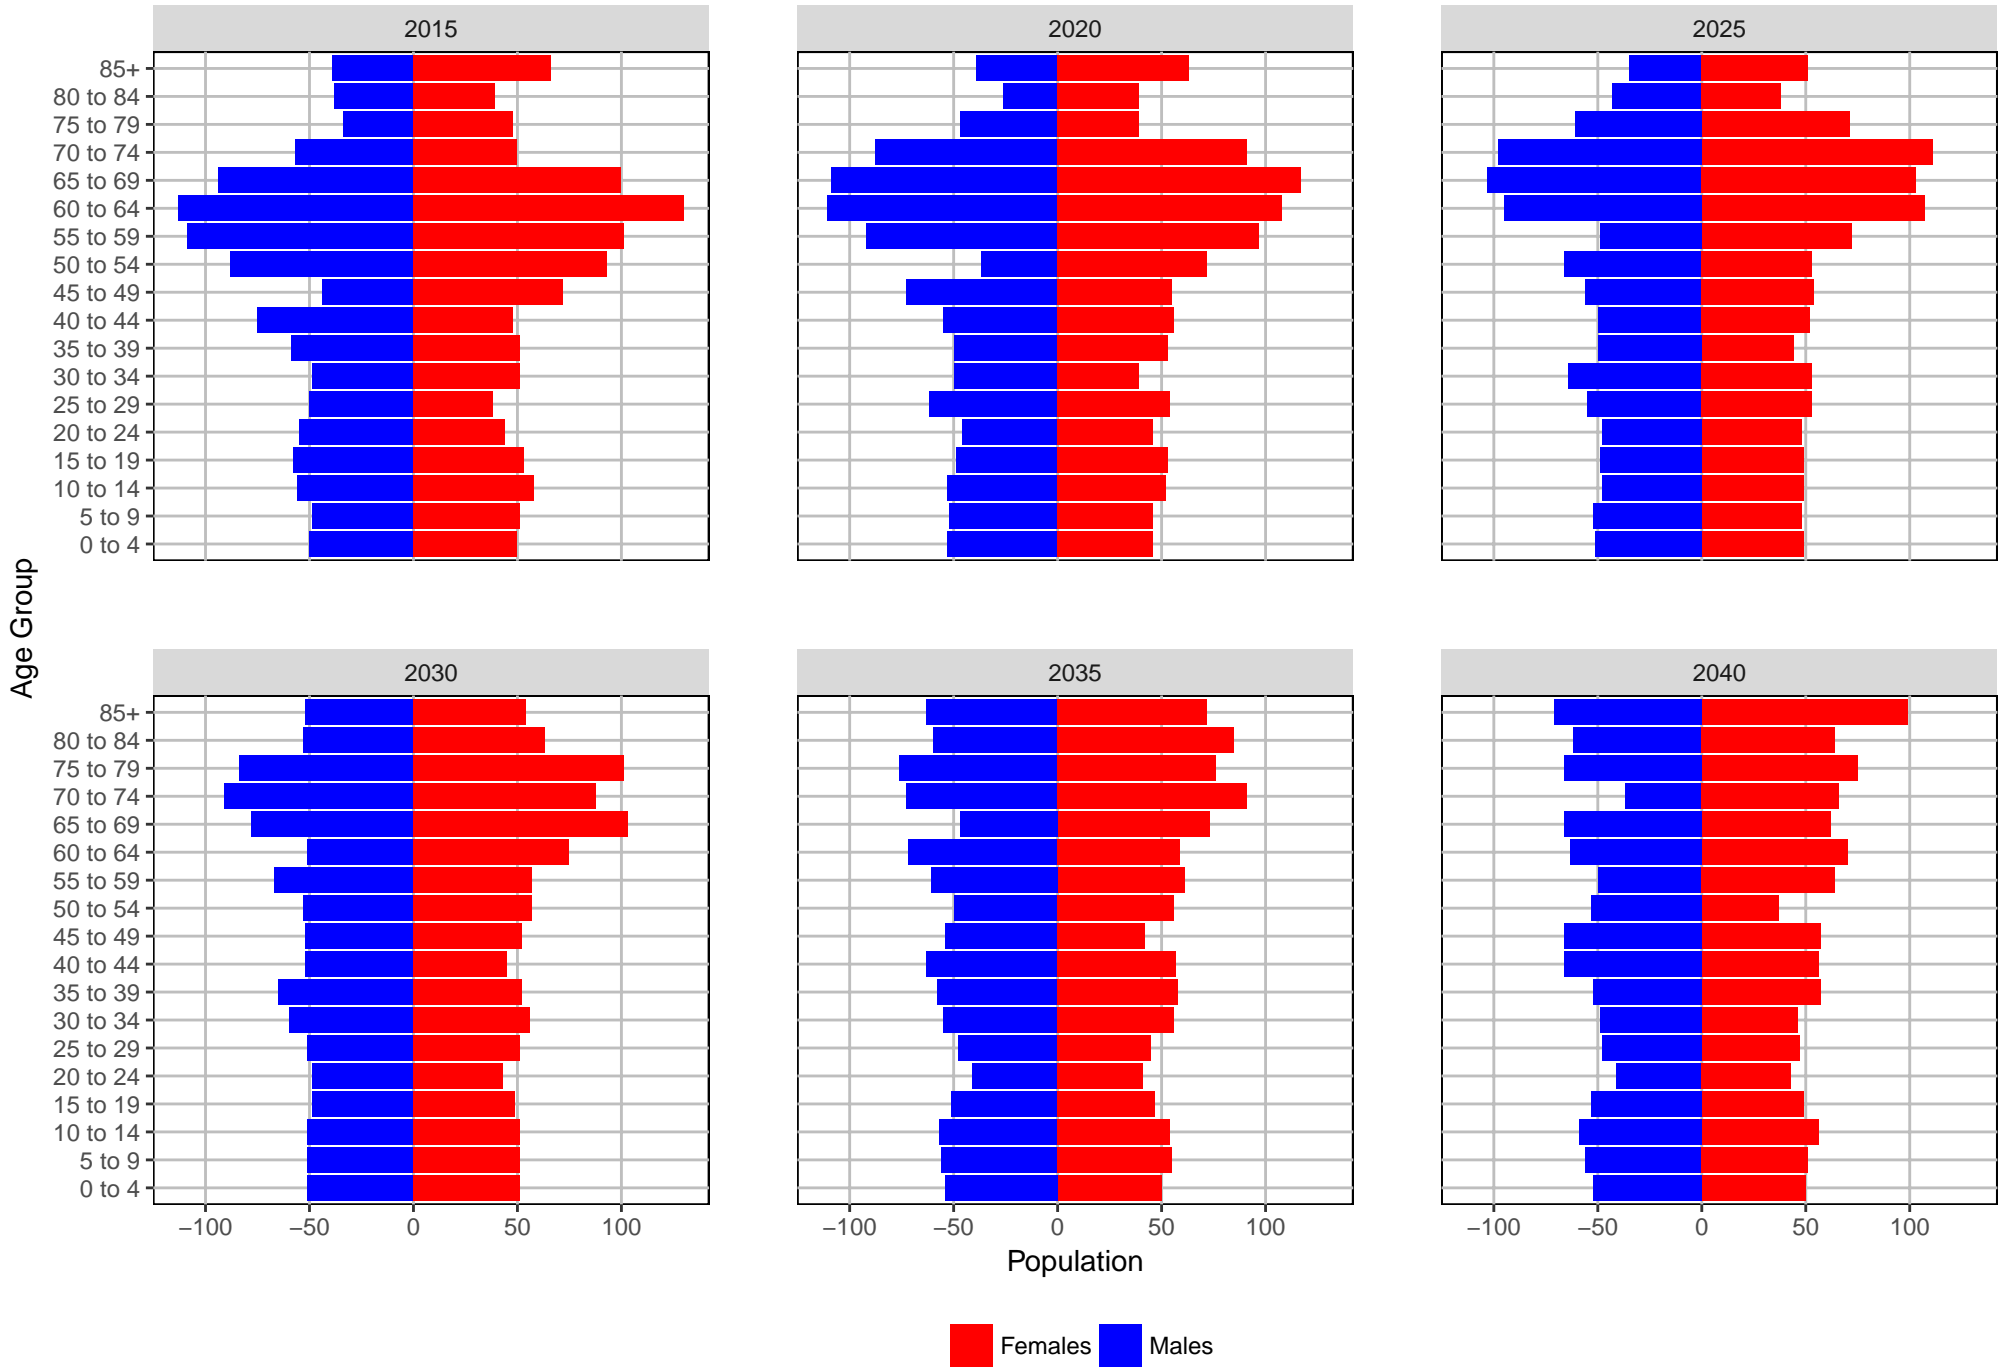 2015
2020
2025
85+
80 to 84
75 to 79
70 to 74
65 to 69
60 to 64
55 to 59
50 to 54
45 to 49
40 to 44
35 to 39
30 to 34
25 to 29
20 to 24
15 to 19
10 to 14
5 to 9
0 to 4
Age Group
2030
2035
2040
85+
80 to 84
75 to 79
70 to 74
65 to 69
60 to 64
55 to 59
50 to 54
45 to 49
40 to 44
35 to 39
30 to 34
25 to 29
20 to 24
15 to 19
10 to 14
5 to 9
0 to 4
−100 −50 0 50 100
−100 −50 0 50 100
−100 −50 0 50 100
Population
Females Males